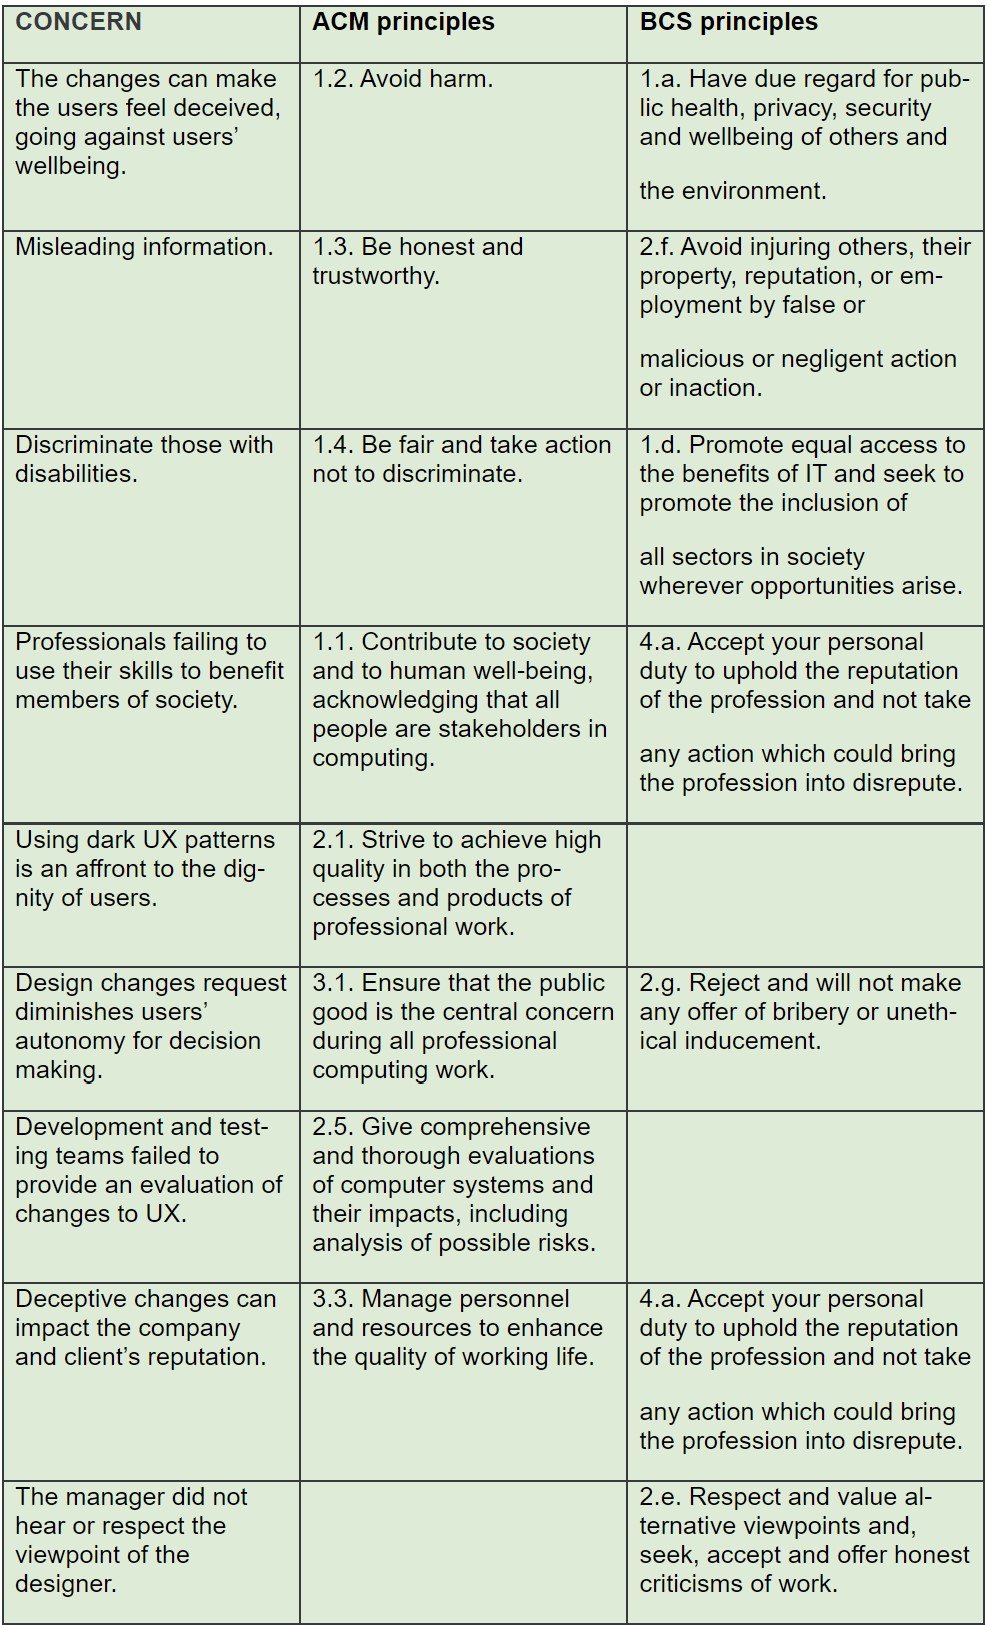 CONCERN
ACM principles
BCS principles
The changes can make
the users feel deceived,
going against users’
wellbeing.
1.2. Avoid harm.
1.a. Have due regard for pub-
lic health, privacy, security
and wellbeing of others and
the environment.
Misleading information.
1.3. Be honest and
trustworthy.
2.f. Avoid injuring others, their
property, reputation, or em-
ployment by false or
malicious or negligent action
or inaction.
Discriminate those with
disabilities.
1.4. Be fair and take action
not to discriminate.
1.d. Promote equal access to
the benefits of IT and seek to
promote the inclusion of
all sectors in society
wherever opportunities arise.
Professionals failing to
use their skills to benefit
members of society.
1.1. Contribute to society
and to human well-being,
acknowledging that all
people are stakeholders in
computing.
4.a. Accept your personal
duty to uphold the reputation
of the profession and not take
any action which could bring
the profession into disrepute.
Using dark UX patterns
is an affront to the dig-
nity of users.
2.1. Strive to achieve high
quality in both the pro-
cesses and products of
professional work.
Design changes request
diminishes users’
autonomy for decision
making.
3.1. Ensure that the public
good is the central concern
during all professional
computing work.
2.g. Reject and will not make
any offer of bribery or uneth-
ical inducement.
Development and test-
ing teams failed to
provide an evaluation of
changes to UX.
2.5. Give comprehensive
and thorough evaluations
of computer systems and
their impacts, including
analysis of possible risks.
Deceptive changes can
impact the company
and client’s reputation.
3.3. Manage personnel
and resources to enhance
the quality of working life.
4.a. Accept your personal
duty to uphold the reputation
of the profession and not take
any action which could bring
the profession into disrepute.
The manager did not
hear or respect the
viewpoint of the
designer.
2.e. Respect and value al-
ternative viewpoints and,
seek, accept and offer honest
criticisms of work.